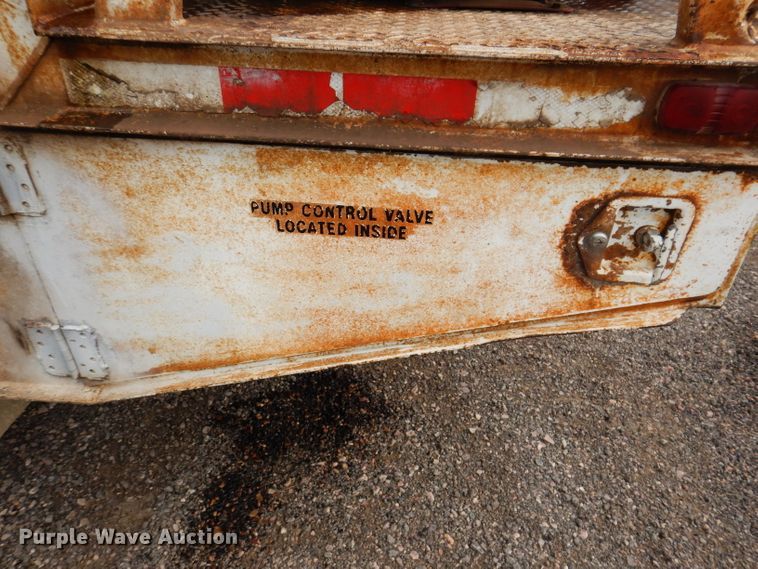 PUMP CONTROL VALVE
LOCATED INSIDE
Purple Wave Auction